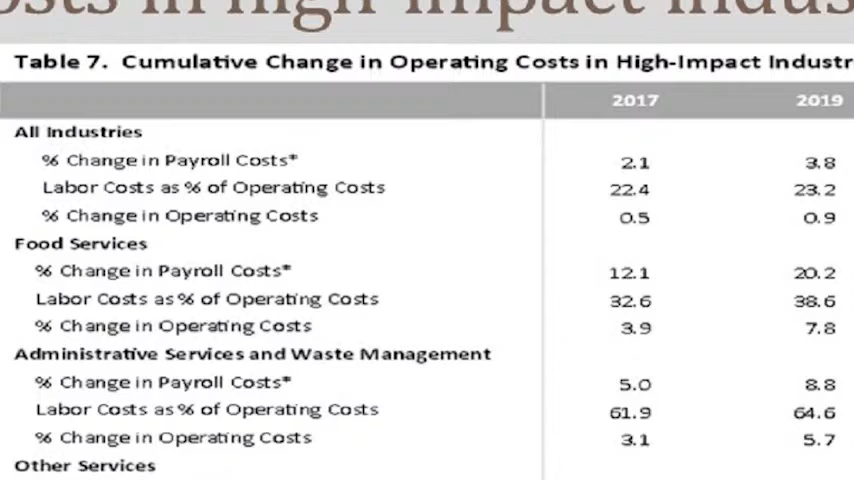 osts in high-impact indus
Table 7. Cumulative Change in Operating Costs in High-Impact Industr
2017 2019
All Industries
% Change in Payroll Costs* 2.1 3.8
Labor Costs as % of Operating Costs 22.4 23.2
% Change in Operating Costs 0.5 0.9
Food Services
% Change in Payroll Costs* 12.1 20.2
Labor Costs as % of Operating Costs 32.6 38.6
% Change in Operating Costs 3.9 7.8
Administrative Services and Waste Management
% Change in Payroll Costs* 5.0 8.8
Labor Costs as % of Operating Costs 61.9 64.6
% Change in Operating Costs 3.1 5.7
Other Services